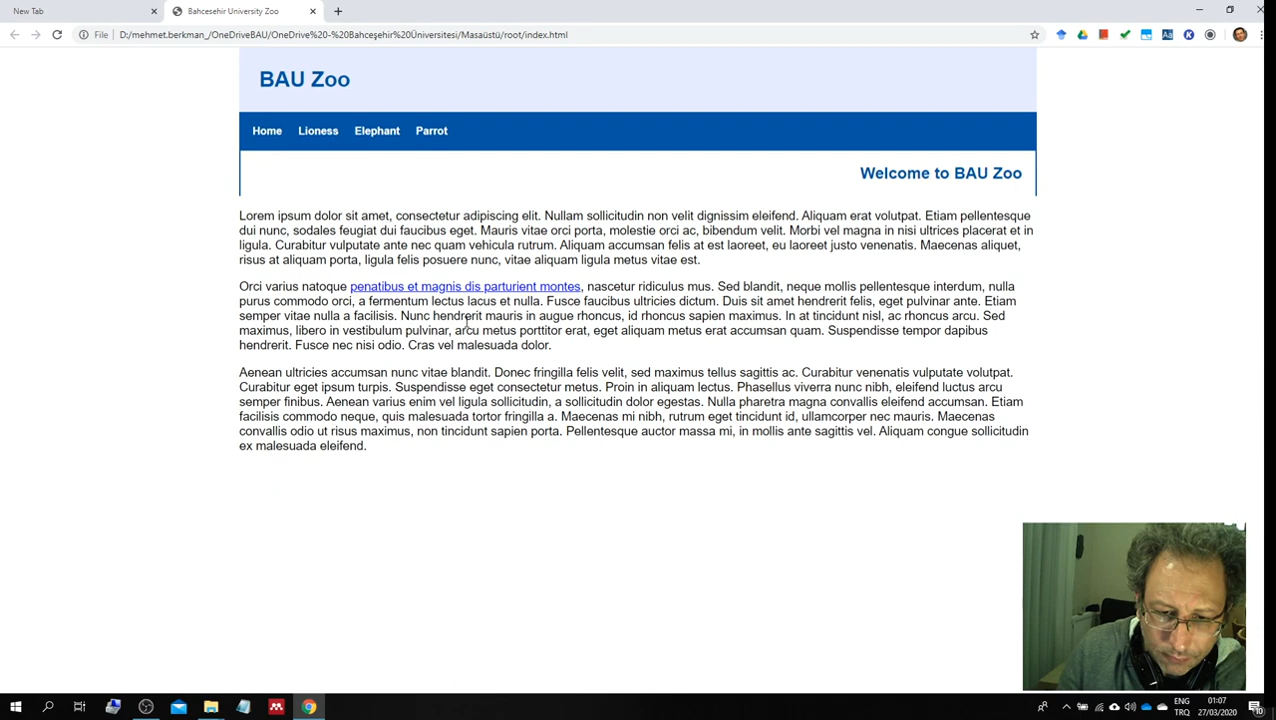 New Tab
Bahcesehir University Zoo
File
D:/mehmet.berkman_/OneDriveBAU/OneDrive%20-%20Bahçeşehir%20Üniversitesi/Masaüstü/root/index.html
BAU Zoo
Home Lioness Elephant Parrot
Welcome to BAU Zoo
Lorem ipsum dolor sit amet, consectetur adipiscing elit. Nullam sollicitudin non velit dignissim eleifend. Aliquam erat volutpat. Etiam pellentesque
dui nunc, sodales feugiat dui faucibus eget. Mauris vitae orci porta, molestie orci ac, bibendum velit. Morbi vel magna in nisi ultrices placerat et in
ligula. Curabitur vulputate ante nec quam vehicula rutrum. Aliquam accumsan felis at est laoreet, eu laoreet justo venenatis. Maecenas aliquet,
risus at aliquam porta, ligula felis posuere nunc, vitae aliquam ligula metus vitae est.
Orci varius natoque penatibus et magnis dis parturient montes, nascetur ridiculus mus. Sed blandit, neque mollis pellentesque interdum, nulla
purus commodo orci, a fermentum lectus lacus et nulla. Fusce faucibus ultricies dictum. Duis sit amet hendrerit felis, eget pulvinar ante. Etiam
semper vitae nulla a facilisis. Nunc hendrerit mauris in augue rhoncus, id rhoncus sapien maximus. In at tincidunt nisl, ac rhoncus arcu. Sed
maximus, libero in vestibulum pulvinar, arcu metus porttitor erat, eget aliquam metus erat accumsan quam. Suspendisse tempor dapibus
hendrerit. Fusce nec nisi odio. Cras vel malesuada dolor.
Aenean ultricies accumsan nunc vitae blandit. Donec fringilla felis velit, sed maximus tellus sagittis ac. Curabitur venenatis vulputate volutpat.
Curabitur eget ipsum turpis. Suspendisse eget consectetur metus. Proin in aliquam lectus. Phasellus viverra nunc nibh, eleifend luctus arcu
semper finibus. Aenean varius enim vel ligula sollicitudin, a sollicitudin dolor egestas. Nulla pharetra magna convallis eleifend accumsan. Etiam
facilisis commodo neque, quis malesuada tortor fringilla a. Maecenas mi nibh, rutrum eget tincidunt id, ullamcorper nec mauris. Maecenas
convallis odio ut risus maximus, non tincidunt sapien porta. Pellentesque auctor massa mi, in mollis ante sagittis vel. Aliquam congue sollicitudin
ex malesuada eleifend.
ENG
TRQ
01:07
27/03/2020